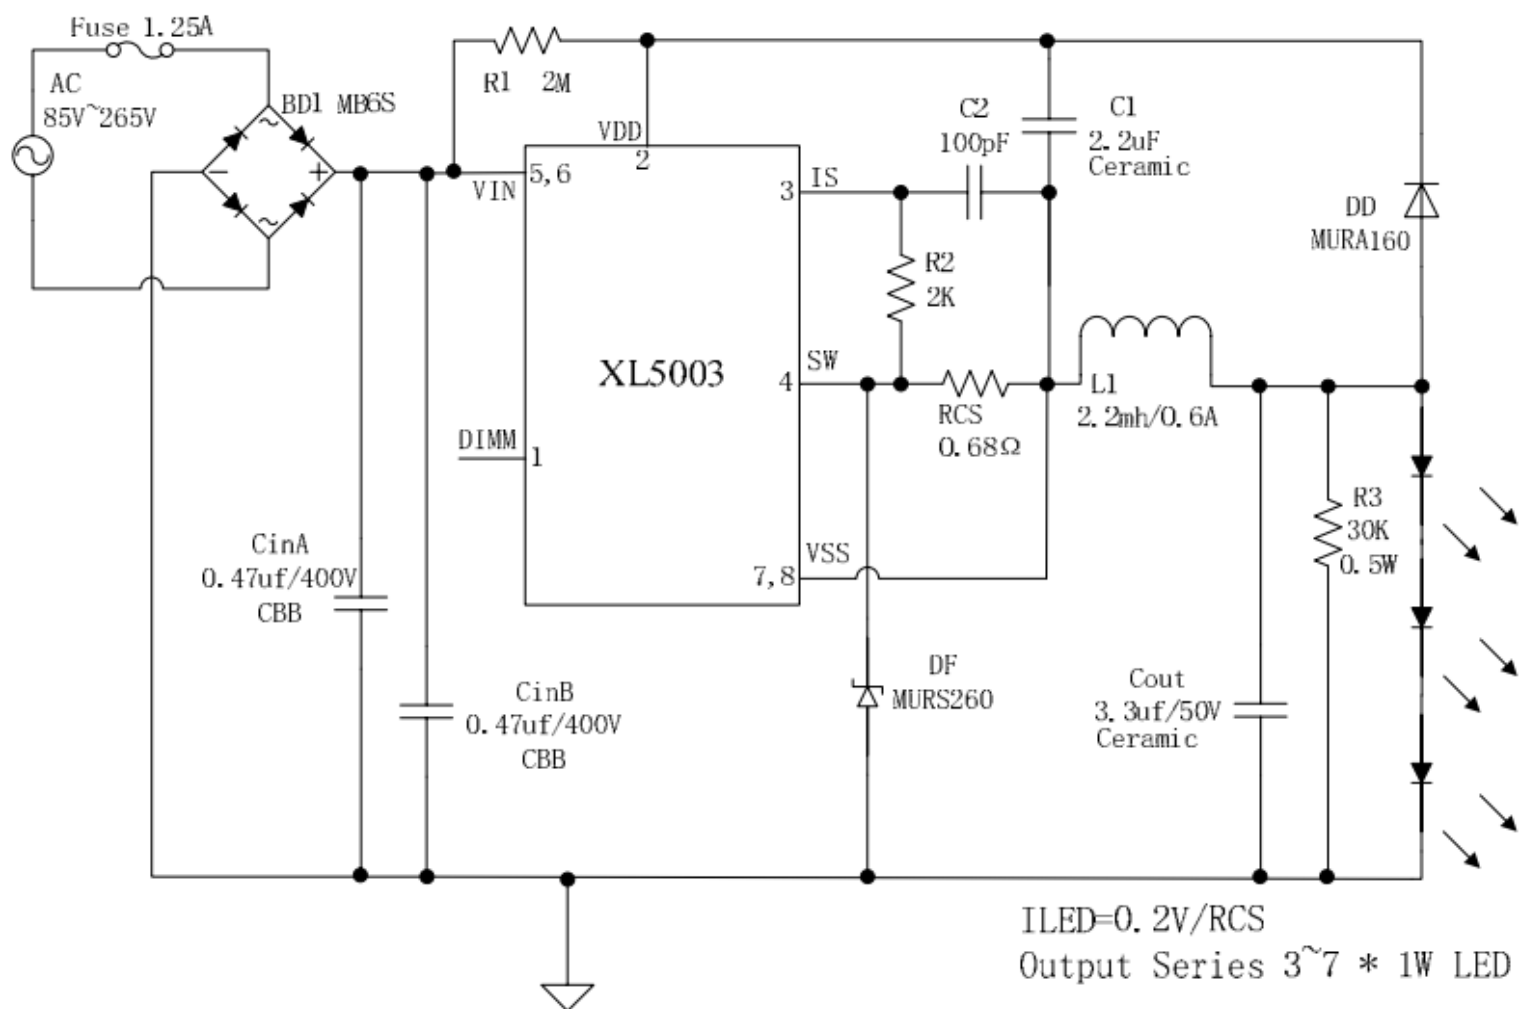 Fuse 1.25A
AC
85V~265V
BD1 MB6S
R1 2M
VDD
2
C2
100pF
C1
2.2uF
Ceramic
VIN
5,6
3
IS
DD
MURA160
R2
2K
XL5003
SW
4
RCS
0.68Ω
L1
2.2mh/0.6A
DIMM
1
R3
30K
0.5W
VSS
7,8
CinA
0.47uf/400V
CBB
CinB
0.47uf/400V
CBB
DF
MURS260
Cout
3.3uf/50V
Ceramic
ILED=0.2V/RCS
Output Series 3~7 * 1W LED